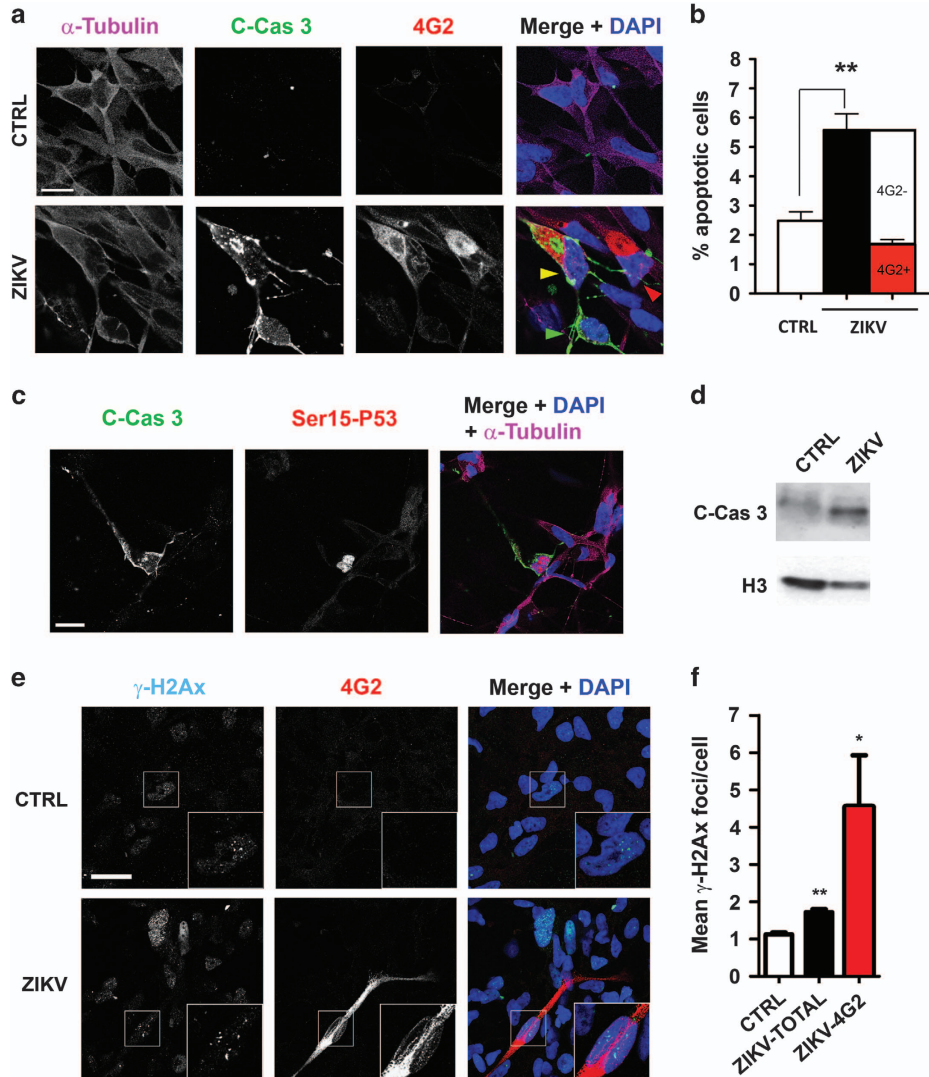 a
α-Tubulin C-Cas 3 4G2 Merge + DAPI
CTRL
ZIKV
b
% apoptotic cells
8
7
6
5
4
3
2
1
0
**
4G2-
4G2+
CTRL ZIKV
c
C-Cas 3 Ser15-P53 Merge + DAPI
+ α-Tubulin
d
CTRL ZIKV
C-Cas 3
H3
e
γ-H2Ax 4G2 Merge + DAPI
CTRL
ZIKV
f
Mean γ-H2Ax foci/cell
7
6
5
4
3
2
1
0
**
*
CTRL
ZIKV-TOTAL
ZIKV-4G2